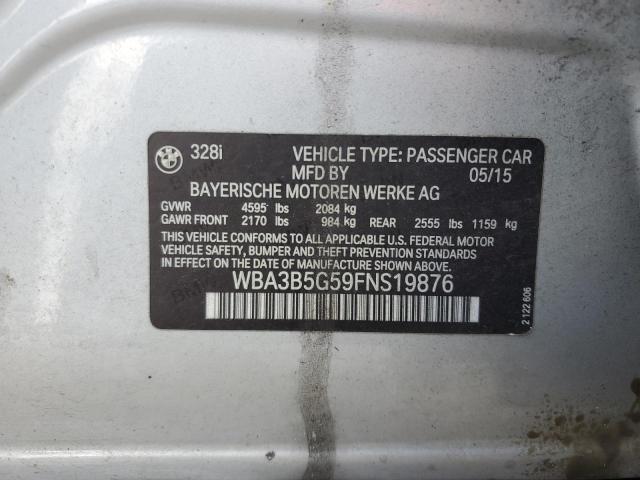 328i VEHICLE TYPE: PASSENGER CAR
MFD BY 05/15
BAYERISCHE MOTOREN WERKE AG
GVWR 4595 lbs 2084 kg
GAWR FRONT 2170 lbs 984 kg REAR 2555 lbs 1159 kg
THIS VEHICLE CONFORMS TO ALL APPLICABLE U.S. FEDERAL MOTOR
VEHICLE SAFETY, BUMPER AND THEFT PREVENTION STANDARDS
IN EFFECT ON DATE OF MANUFACTURE SHOWN ABOVE.
WBA3B5G59FNS19876
2 122 606